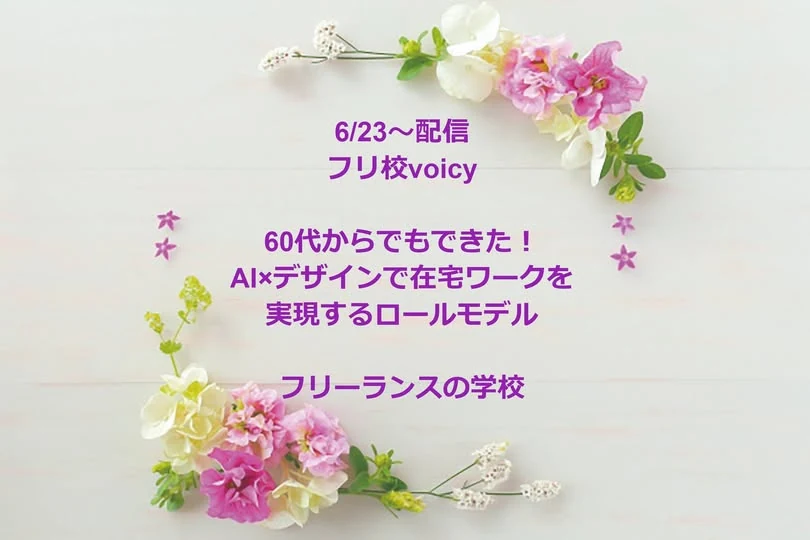 6/23～配信
フリ校voicy
60代からでもできた！
AI×デザインで在宅ワークを
実現するロールモデル
フリーランスの学校